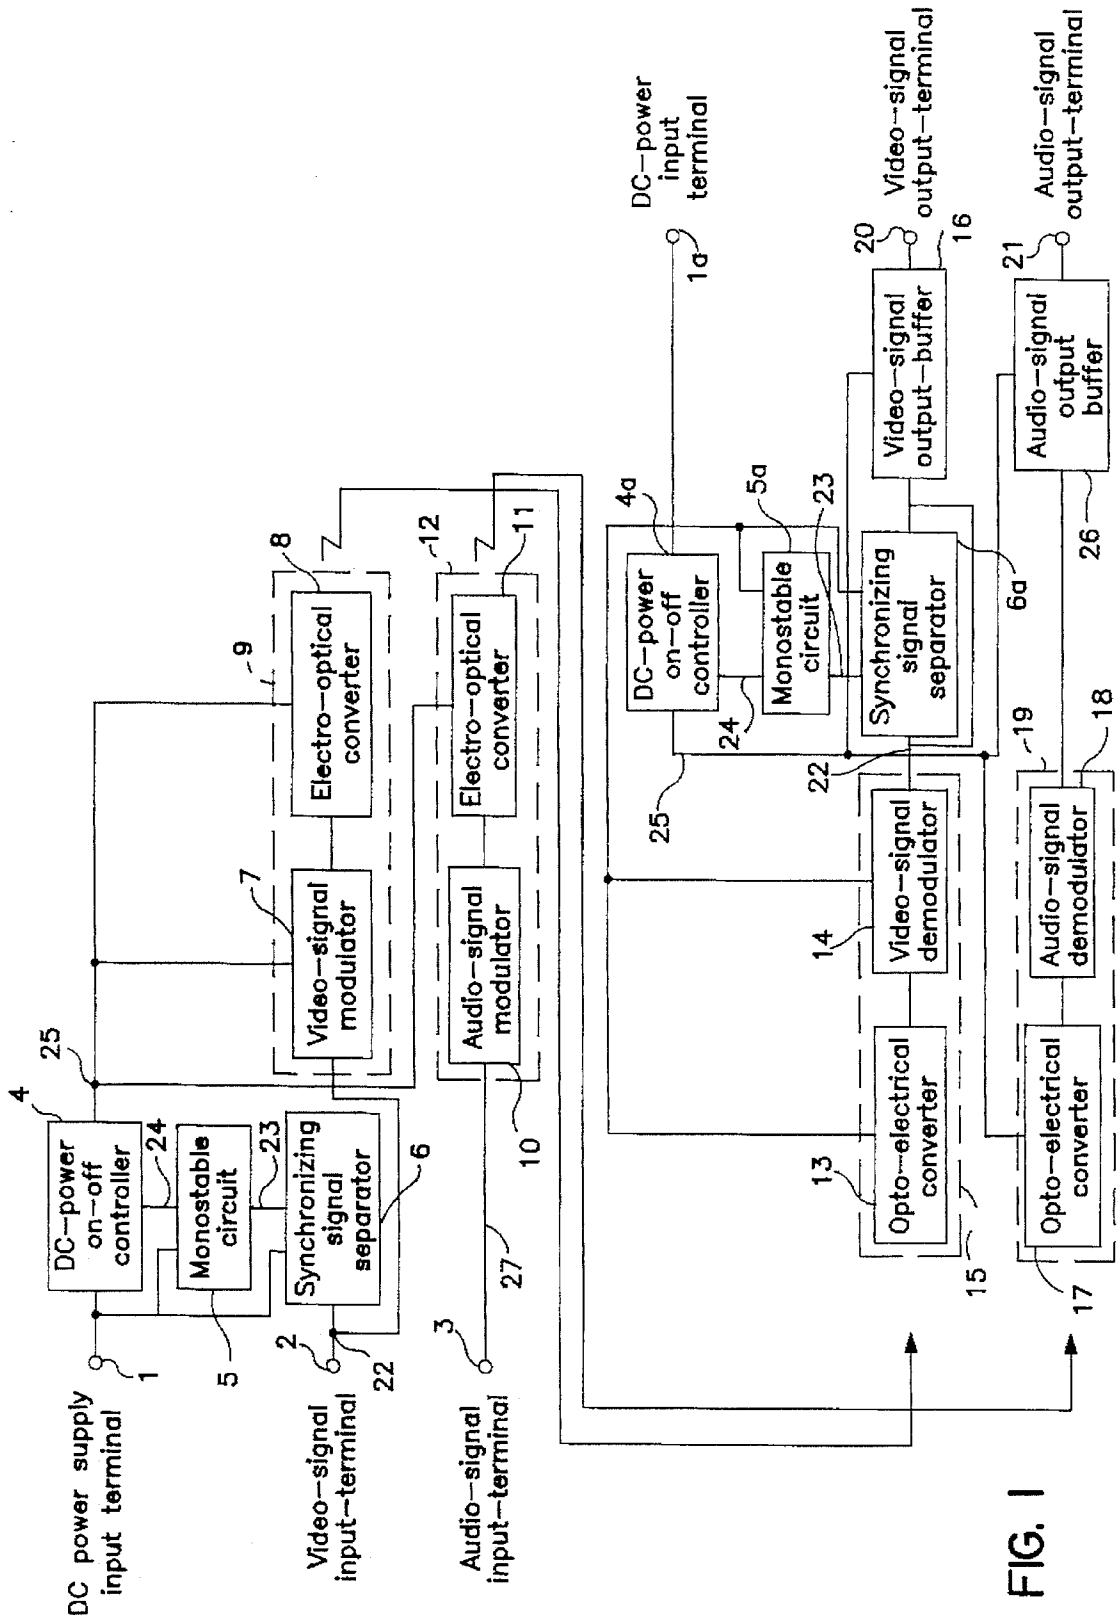 DC power supply
input terminal
1
4
DC-power
on-off
controller
25
24
5
Monostable
circuit
23
Video-signal
input-terminal
2
22
Synchronizing
signal
separator
6
7
Video-signal
modulator
9
8
Electro-optical
converter
Audio-signal
input-terminal
3
27
10
Audio-signal
modulator
12
Electro-optical
converter
11
DC-power
input
terminal
1a
4a
DC-power
on-off
controller
25
24
5a
Monostable
circuit
23
13
Opto-electrical
converter
15
14
Video-signal
demodulator
22
Synchronizing
signal
separator
6a
Video-signal
output-buffer
16
20
Video-signal
output-terminal
17
Opto-electrical
converter
19
Audio-signal
demodulator
18
26
Audio-signal
output
buffer
21
Audio-signal
output-terminal
FIG. 1